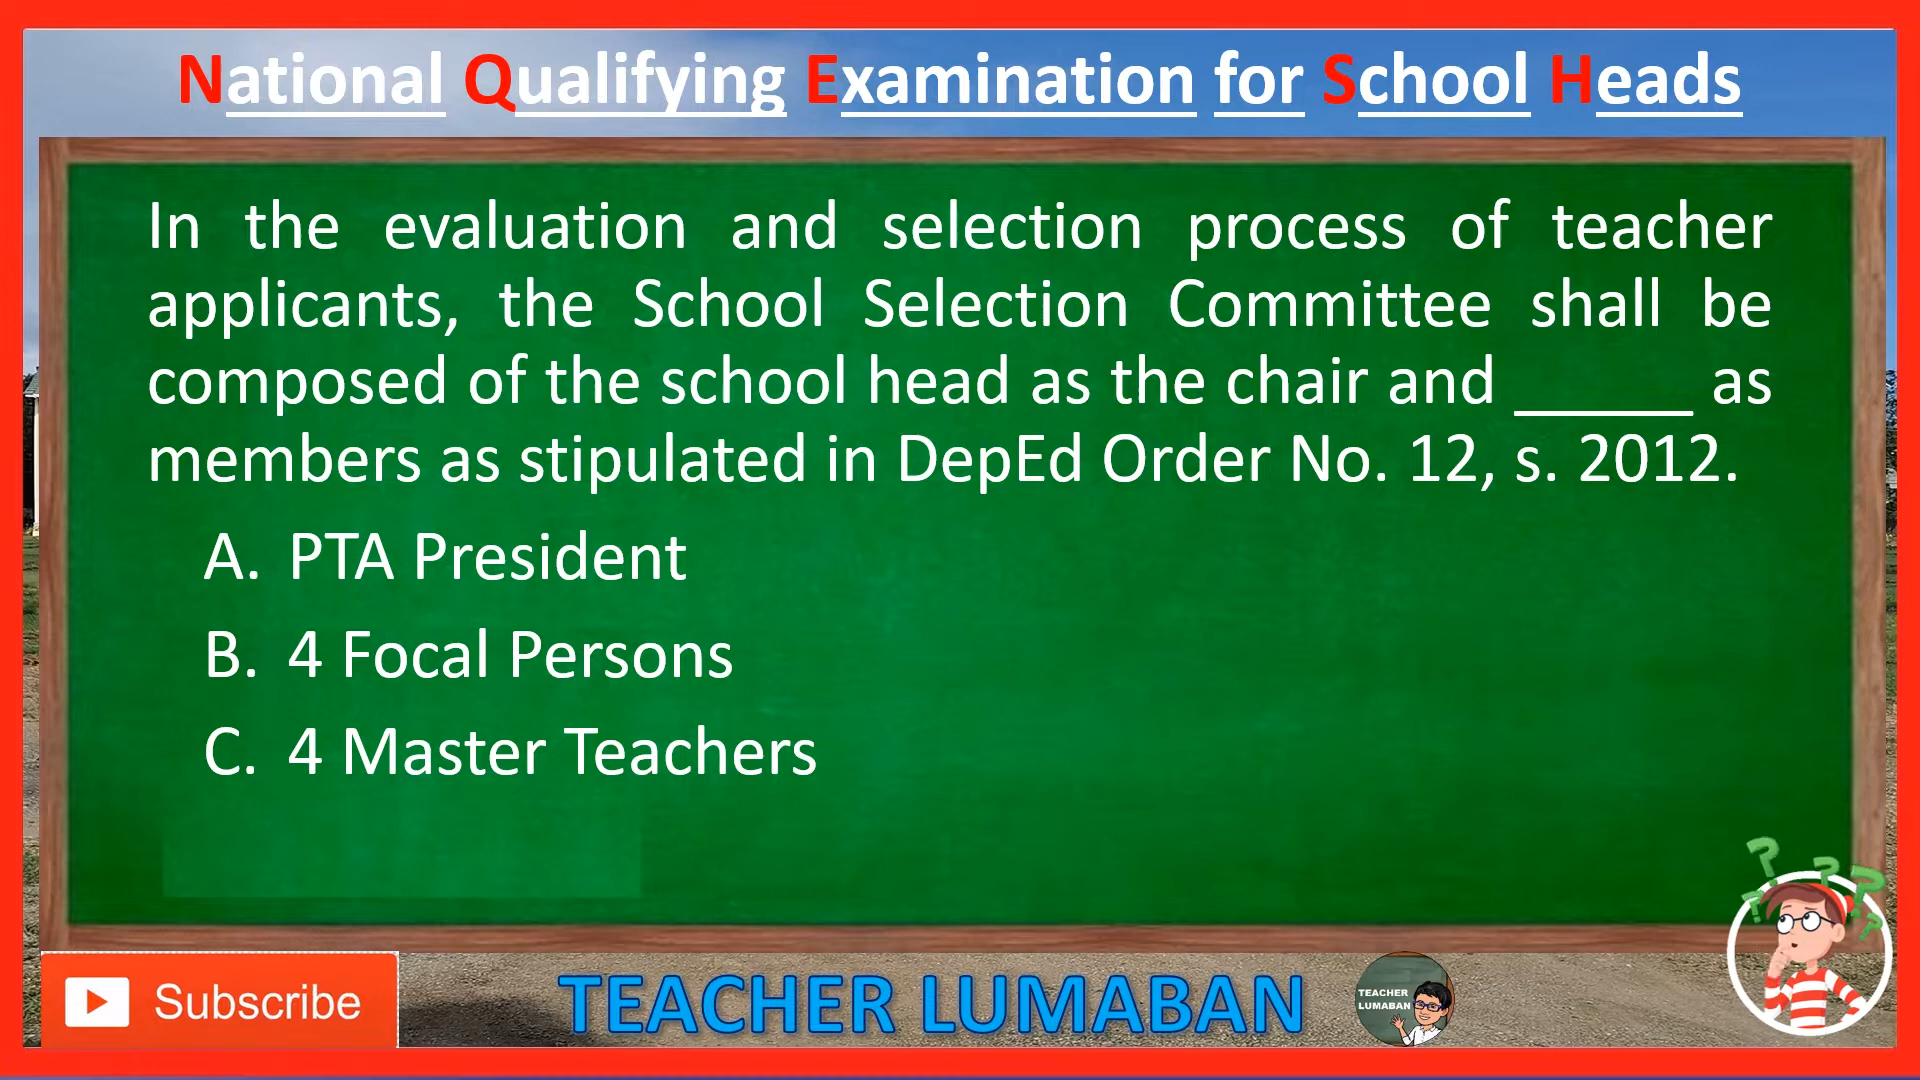 National Qualifying Examination for School Heads
In the evaluation and selection process of teacher
applicants, the School Selection Committee shall be
composed of the school head as the chair and ______ as
members as stipulated in DepEd Order No. 12, s. 2012.
A. PTA President
B. 4 Focal Persons
C. 4 Master Teachers
Subscribe
TEACHER LUMABAN
TEACHER
LUMABAN